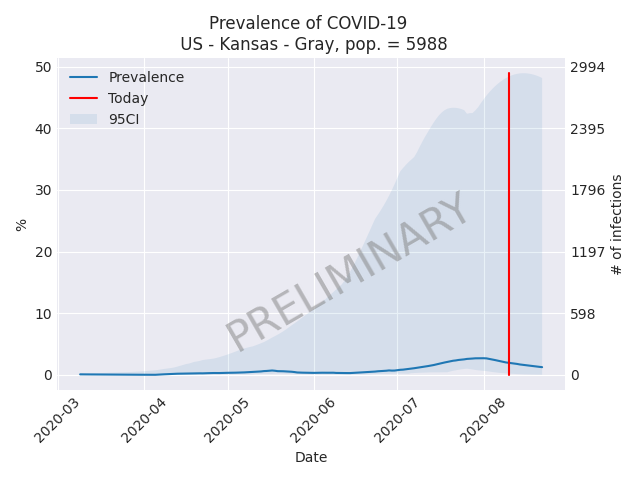 Prevalence of COVID-19
US - Kansas - Gray, pop. = 5988
Prevalence
Today
95CI
50
40
30
20
10
0
%
2994
2395
1796
1197
598
0
# of infections
PRELIMINARY
2020-03
2020-04
2020-05
2020-06
2020-07
2020-08
Date